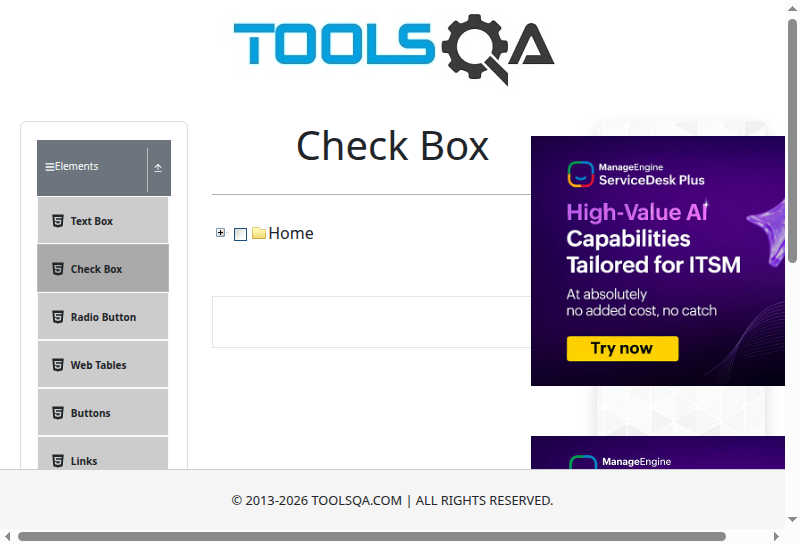 TOOLSQA
Elements
Text Box
Check Box
Radio Button
Web Tables
Buttons
Links
Check Box
Home
ManageEngine
ServiceDesk Plus
High-Value AI
Capabilities
Tailored for ITSM
At absolutely
no added cost, no catch
Try now
ManageEngine
© 2013-2026 TOOLSQA.COM | ALL RIGHTS RESERVED.